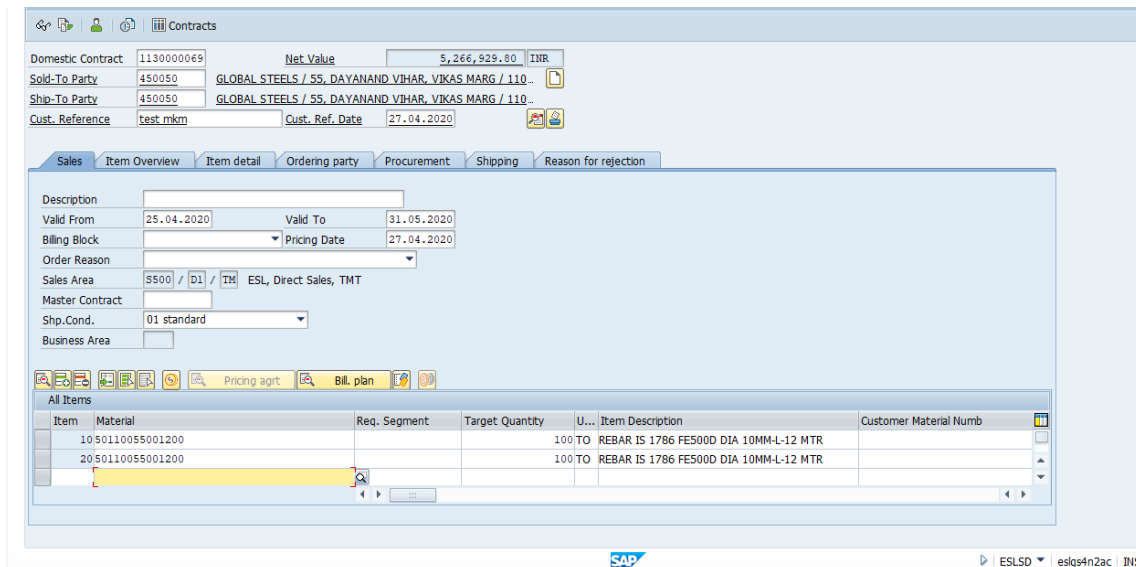 Contracts
Domestic Contract 1130000069 Net Value 5,266,929.80 INR
Sold-To Party 450050 GLOBAL STEELS / 55, DAYANAND VIHAR, VIKAS MARG / 110...
Ship-To Party 450050 GLOBAL STEELS / 55, DAYANAND VIHAR, VIKAS MARG / 110...
Cust. Reference test mkm Cust. Ref. Date 27.04.2020
Sales Item Overview Item detail Ordering party Procurement Shipping Reason for rejection
Description
Valid From 25.04.2020 Valid To 31.05.2020
Billing Block Pricing Date 27.04.2020
Order Reason
Sales Area S500 / D1 / TM ESL, Direct Sales, TMT
Master Contract
Shp.Cond. 01 standard
Business Area
Pricing agrt Bill. plan
All Items
Item Material Req. Segment Target Quantity U... Item Description Customer Material Numb
10 50110055001200 100 TO REBAR IS 1786 FE500D DIA 10MM-L-12 MTR
20 50110055001200 100 TO REBAR IS 1786 FE500D DIA 10MM-L-12 MTR
SAP ESLSD eslqs4n2ac INS